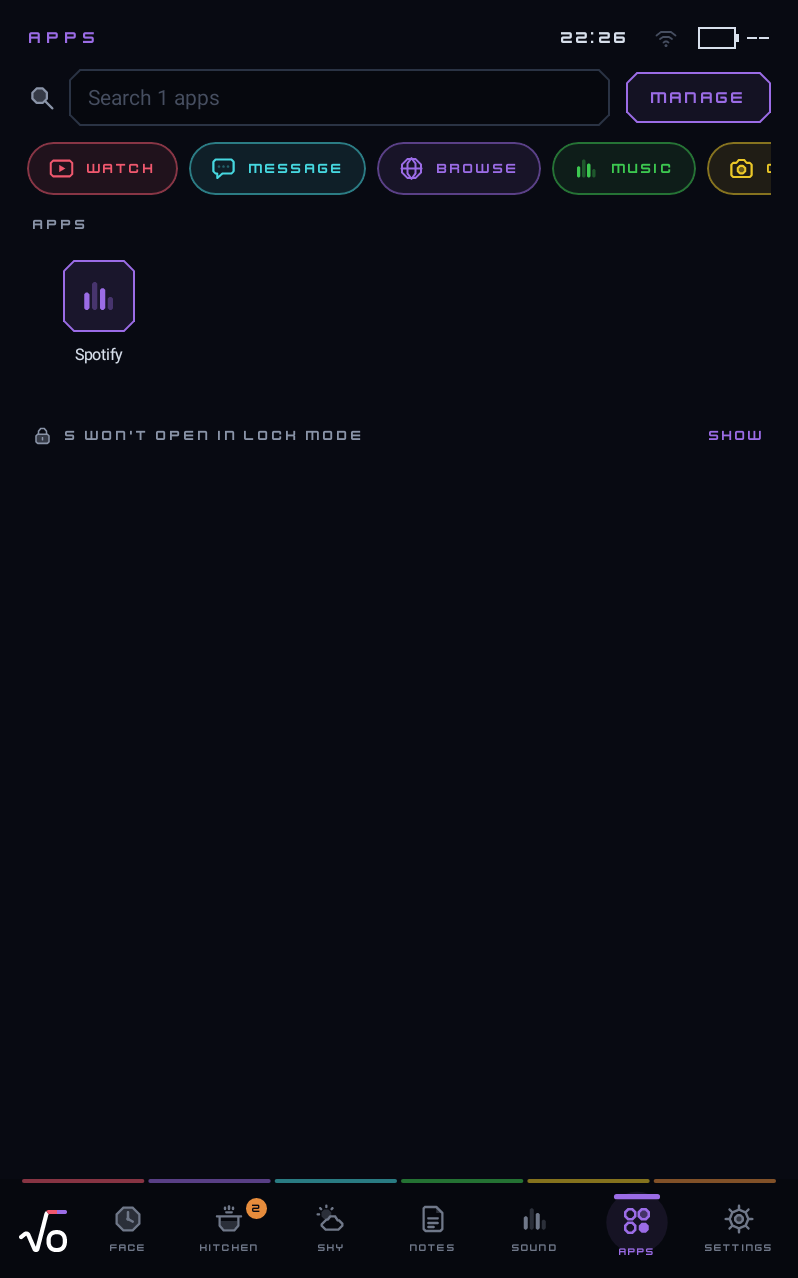 APPS
22:26
--
Search 1 apps
MANAGE
WATCH
MESSAGE
BROWSE
MUSIC
APPS
Spotify
5 WON'T OPEN IN LOCK MODE
SHOW
2
√o
FACE
KITCHEN
SKY
NOTES
SOUND
APPS
SETTINGS